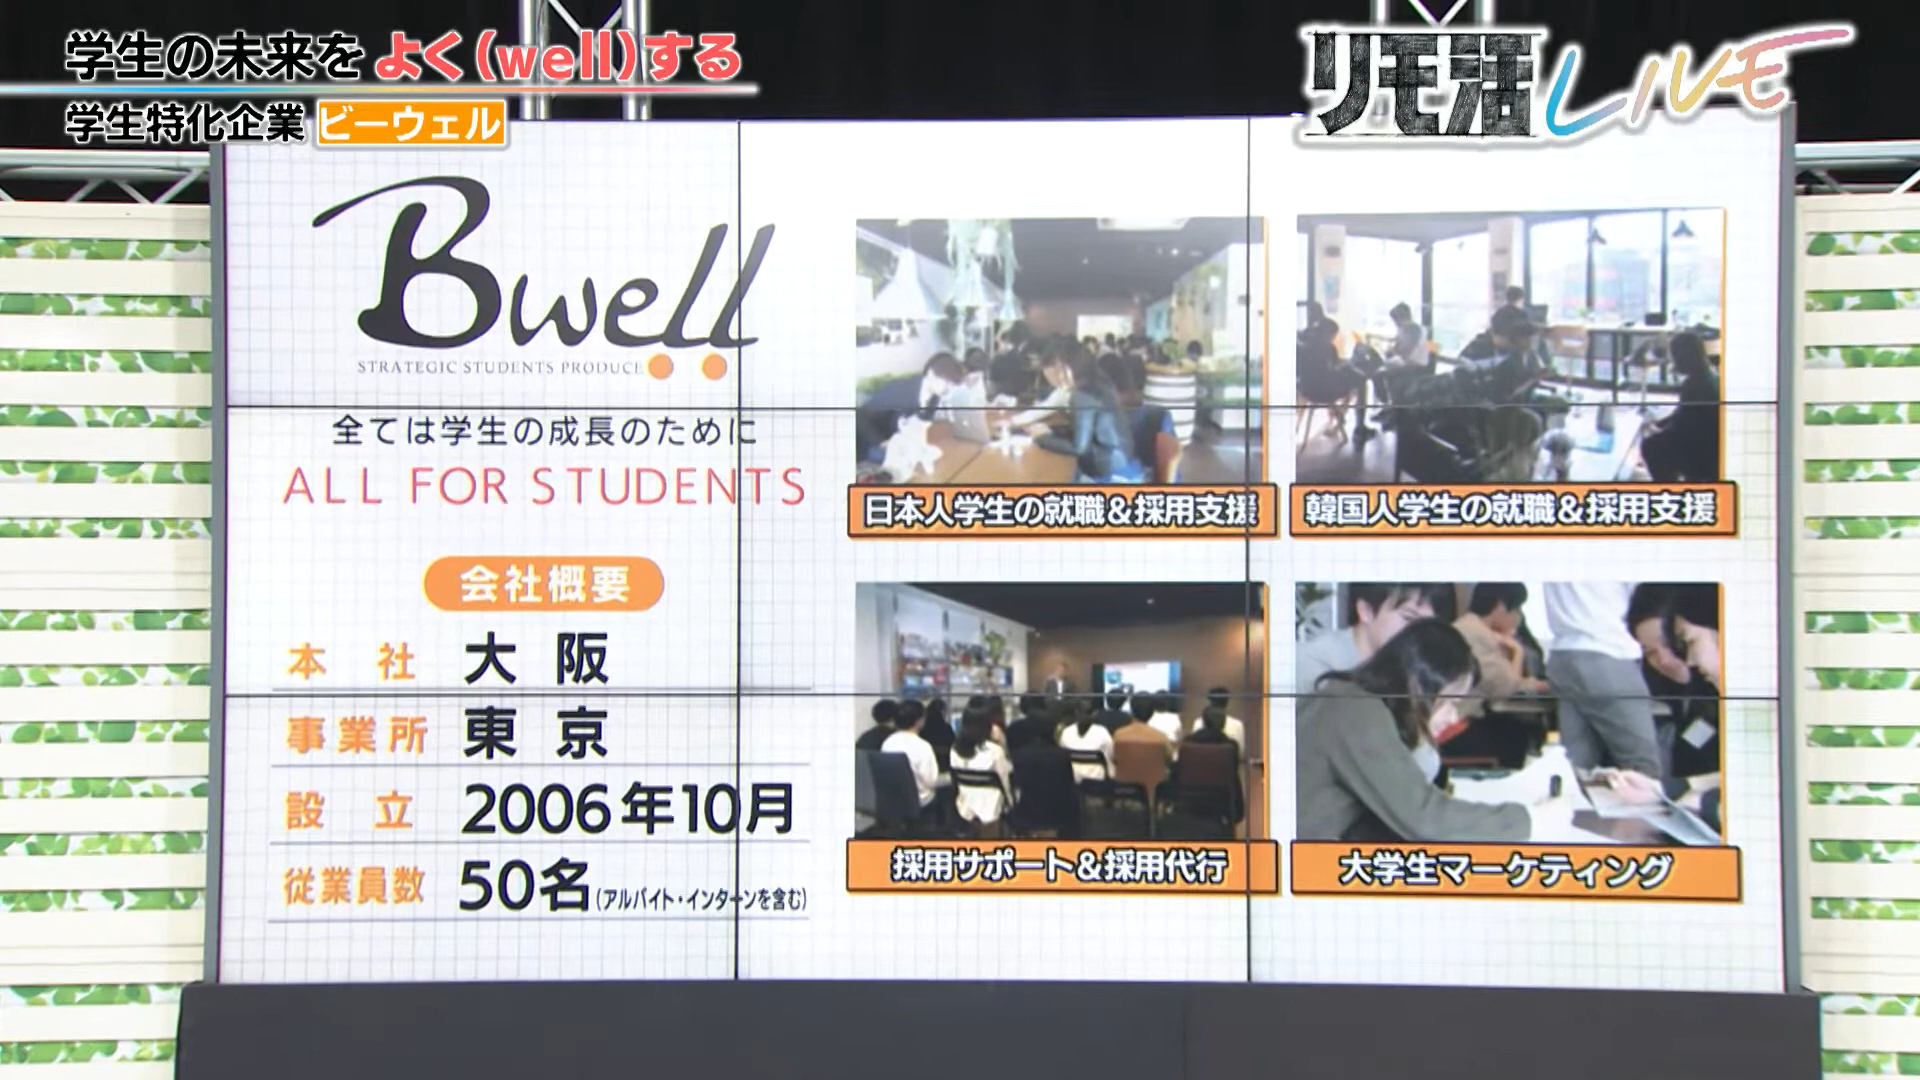 学生の未来を よく(well)する
学生特化企業 ビーウェル
リモ活LIVE
Bwell
STRATEGIC STUDENTS PRODUCE
全ては学生の成長のために
ALL FOR STUDENTS
会社概要
本社 大阪
事業所 東京
設立 2006年10月
従業員数 50名(アルバイト・インターンを含む)
日本人学生の就職&採用支援
韓国人学生の就職&採用支援
採用サポート&採用代行
大学生マーケティング